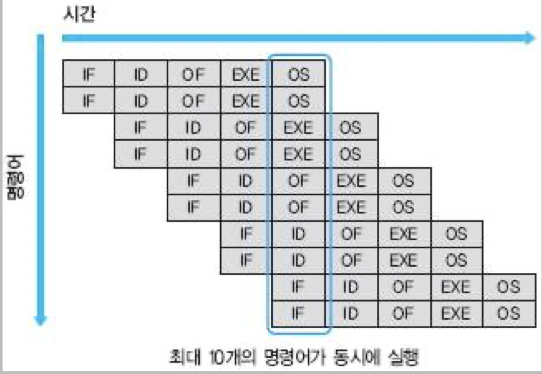 시간
명령어
IF ID OF EXE OS
IF ID OF EXE OS
IF ID OF EXE OS
IF ID OF EXE OS
IF ID OF EXE OS
IF ID OF EXE OS
IF ID OF EXE OS
IF ID OF EXE OS
IF ID OF EXE OS
IF ID OF EXE OS
최대 10개의 명령어가 동시에 실행